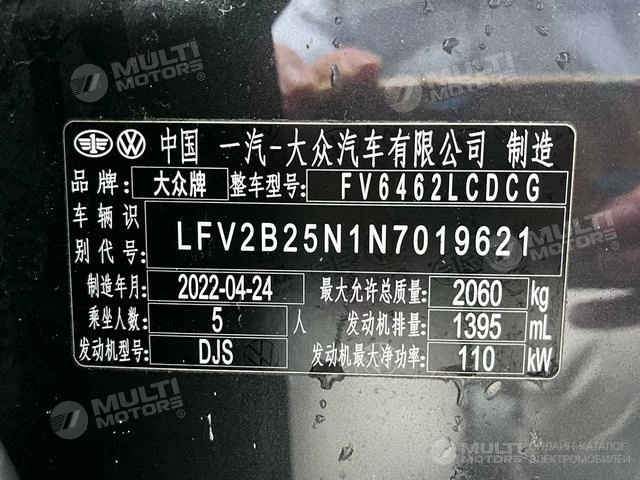 MULTI MOTORS®
MULTI MOTORS®
中国 一汽-大众汽车有限公司 制造
品牌: 大众牌 整车型号: FV6462LCDCG
车辆识别代号: LFV2B25N1N7019621
制造年月: 2022-04-24 最大允许总质量: 2060 kg
乘坐人数: 5 人 发动机排量: 1395 mL
发动机型号: DJS 发动机最大净功率: 110 kW
MULTI MOTORS®
MULTI MOTORS
ОНЛАЙН-КАТАЛОГ
ЭЛЕКТРОМОБИЛЕЙ